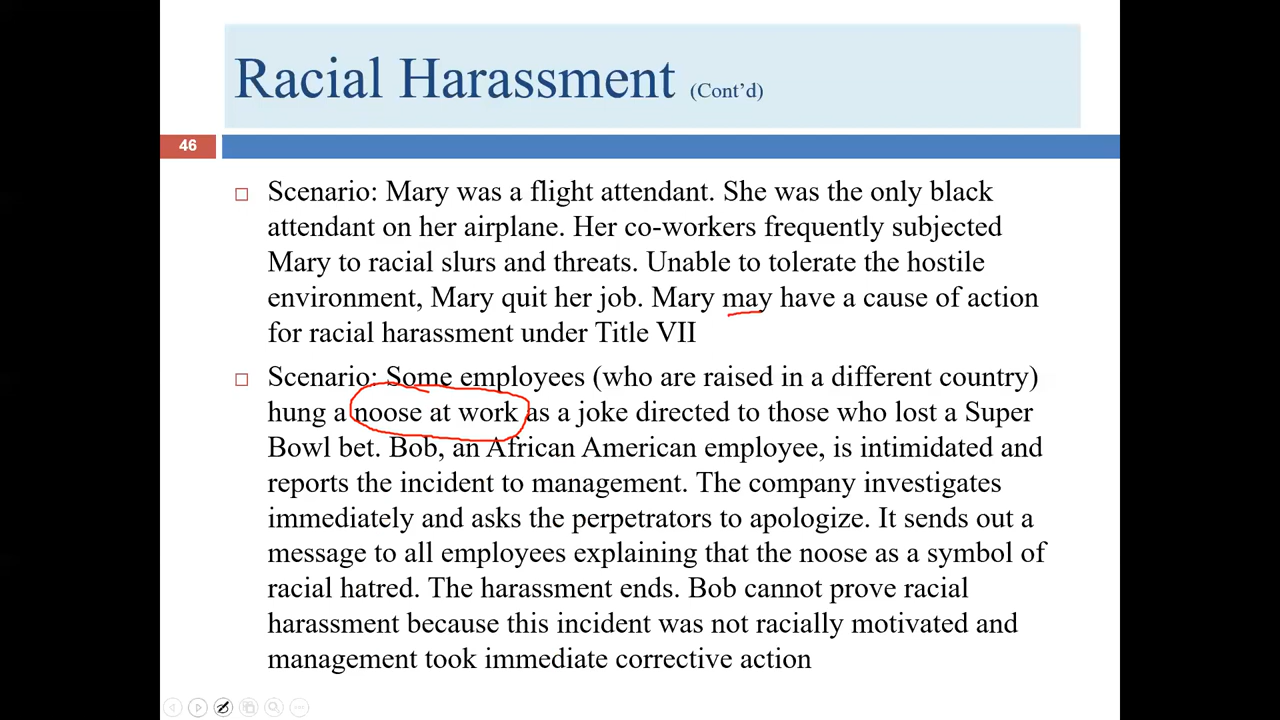 Racial Harassment (Cont'd)
46
Scenario: Mary was a flight attendant. She was the only black
attendant on her airplane. Her co-workers frequently subjected
Mary to racial slurs and threats. Unable to tolerate the hostile
environment, Mary quit her job. Mary may have a cause of action
for racial harassment under Title VII
Scenario: Some employees (who are raised in a different country)
hung a noose at work as a joke directed to those who lost a Super
Bowl bet. Bob, an African American employee, is intimidated and
reports the incident to management. The company investigates
immediately and asks the perpetrators to apologize. It sends out a
message to all employees explaining that the noose as a symbol of
racial hatred. The harassment ends. Bob cannot prove racial
harassment because this incident was not racially motivated and
management took immediate corrective action